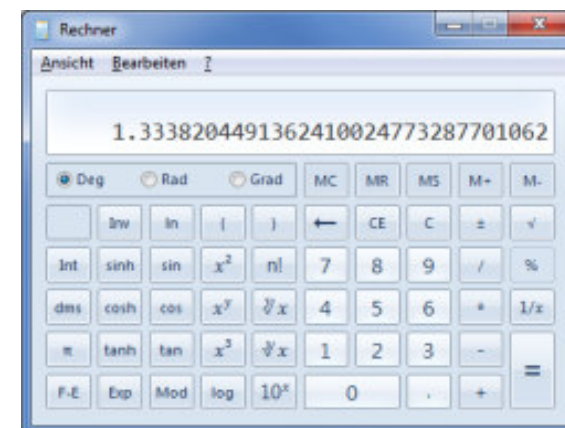 Rechner
Ansicht Bearbeiten ?
1.3338204491362410024773287701062
Deg Rad Grad MC MR MS M+ M-
Inv ln ( ) ← CE C ± √
Int sinh sin x² n! 7 8 9 / %
dms cosh cos xʸ ʸ√x 4 5 6 * 1/x
π tanh tan x³ ³√x 1 2 3 - =
F-E Exp Mod log 10ˣ 0 , +